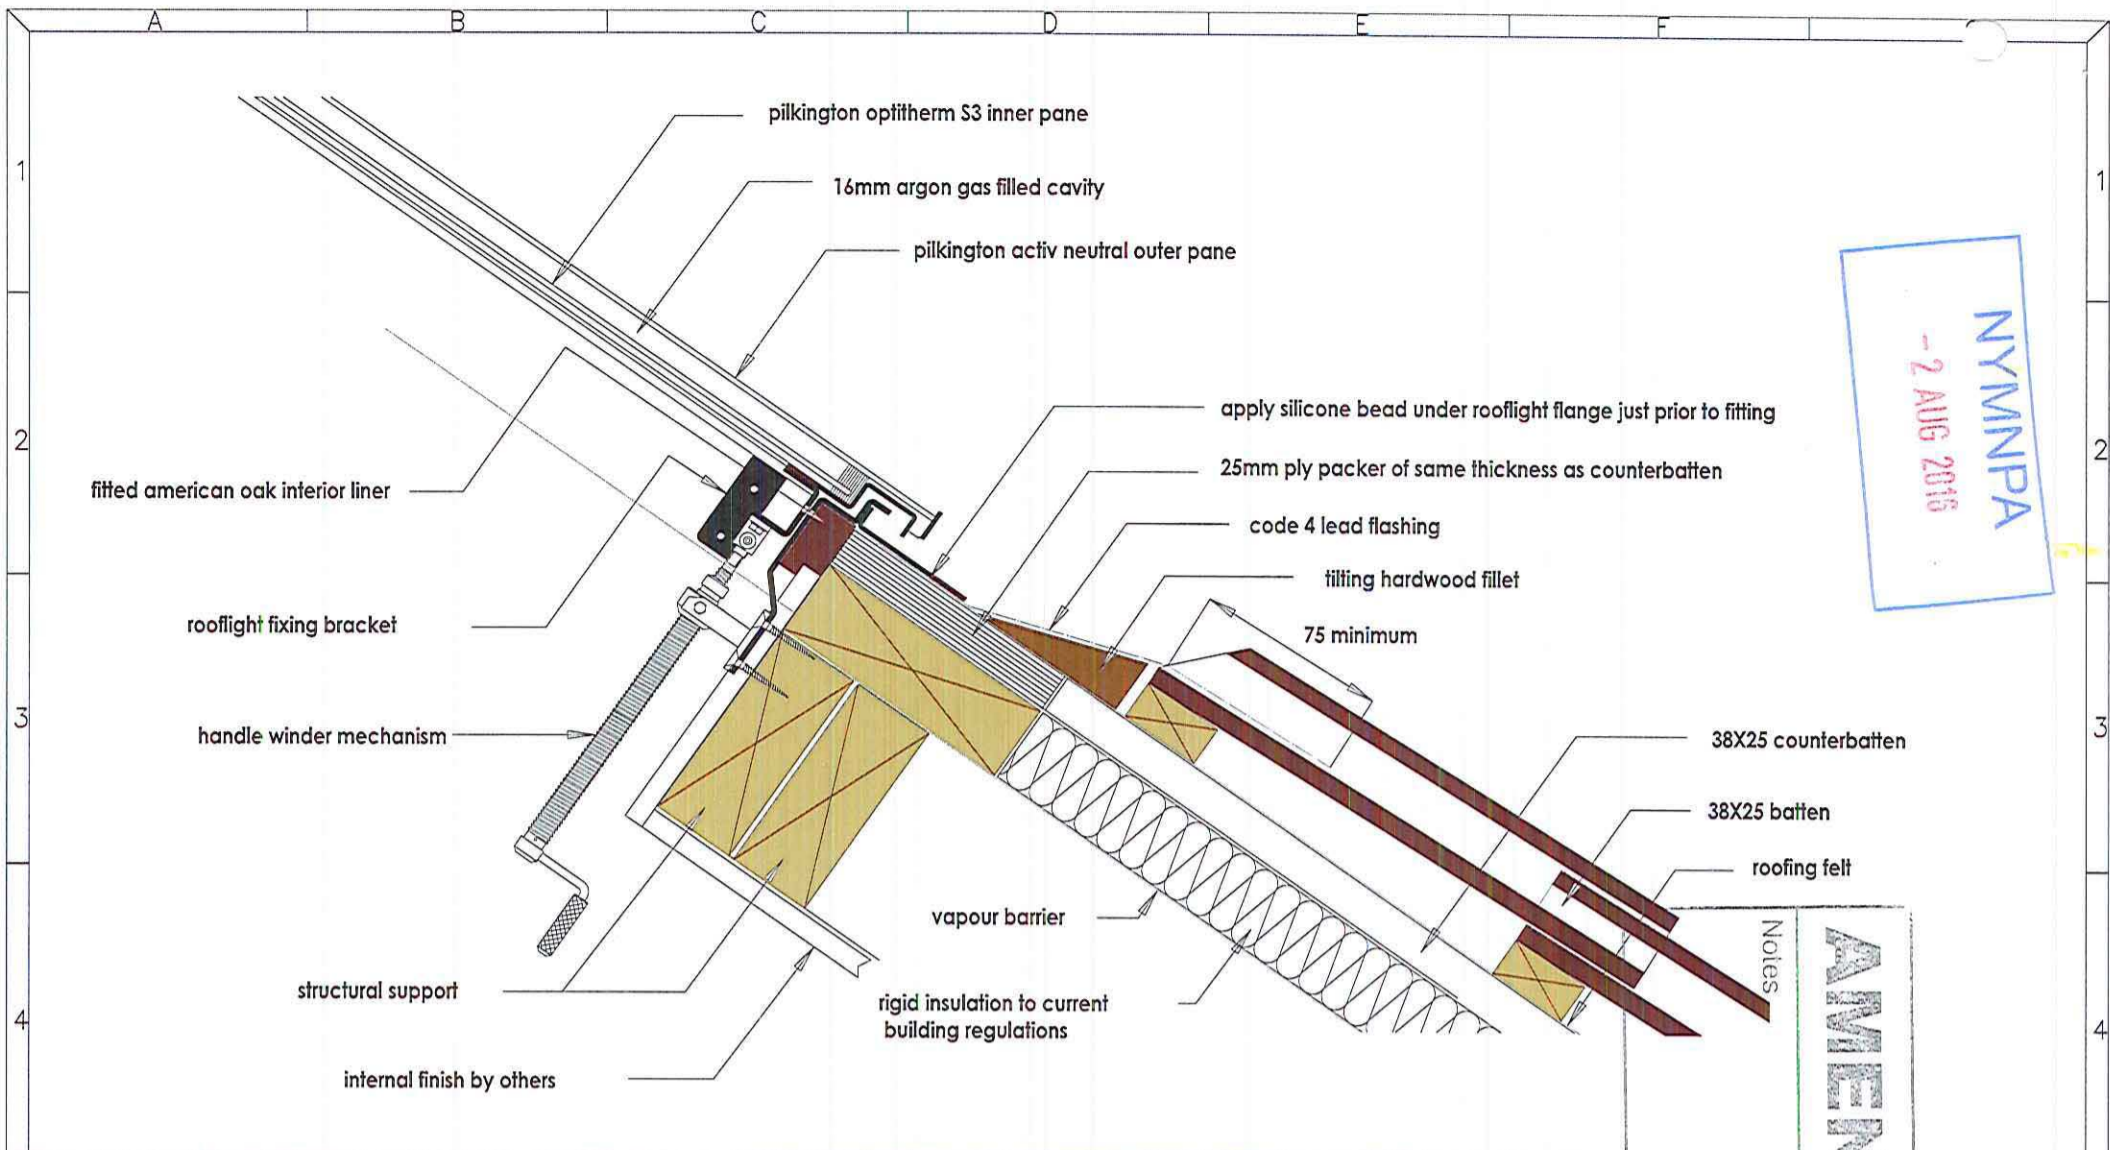 A B C D E F
1 1
pilkington optitherm S3 inner pane
16mm argon gas filled cavity
pilkington activ neutral outer pane
NYMNPA
- 2 AUG 2016
2 2
apply silicone bead under rooflight flange just prior to fitting
25mm ply packer of same thickness as counterbatten
fitted american oak interior liner
code 4 lead flashing
tilting hardwood fillet
rooflight fixing bracket
75 minimum
3 3
handle winder mechanism
38X25 counterbatten
38X25 batten
roofing felt
vapour barrier
Notes
structural support
rigid insulation to current
building regulations
4 4
internal finish by others